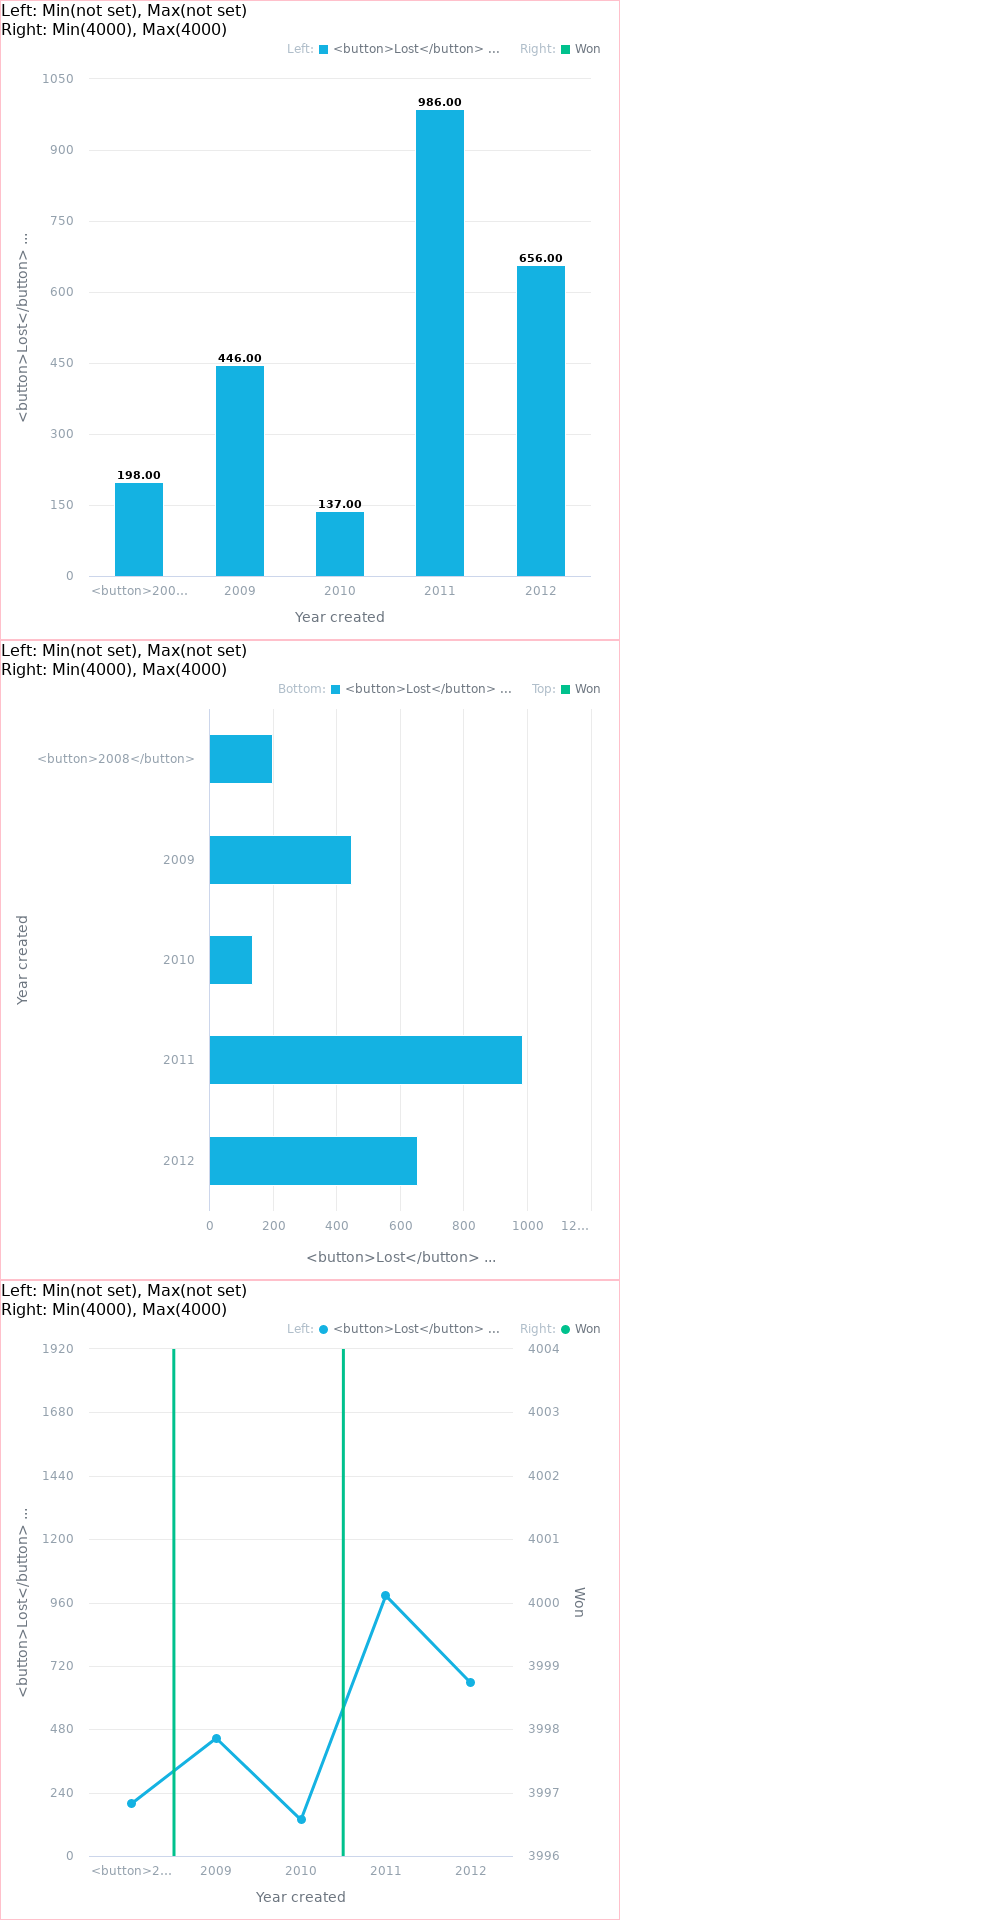 Left: Min(not set), Max(not set)
Right: Min(4000), Max(4000)
Left: <button>Lost</button> ... Right: Won
1050
900
750
600
450
300
150
0
<button>Lost</button> ...
198.00
446.00
137.00
986.00
656.00
<button>200... 2009 2010 2011 2012
Year created
Left: Min(not set), Max(not set)
Right: Min(4000), Max(4000)
Bottom: <button>Lost</button> ... Top: Won
<button>2008</button>
2009
2010
2011
2012
Year created
0 200 400 600 800 1000 12...
<button>Lost</button> ...
Left: Min(not set), Max(not set)
Right: Min(4000), Max(4000)
Left: <button>Lost</button> ... Right: Won
1920
1680
1440
1200
960
720
480
240
0
<button>Lost</button> ...
4004
4003
4002
4001
4000
3999
3998
3997
3996
Won
<button>2... 2009 2010 2011 2012
Year created